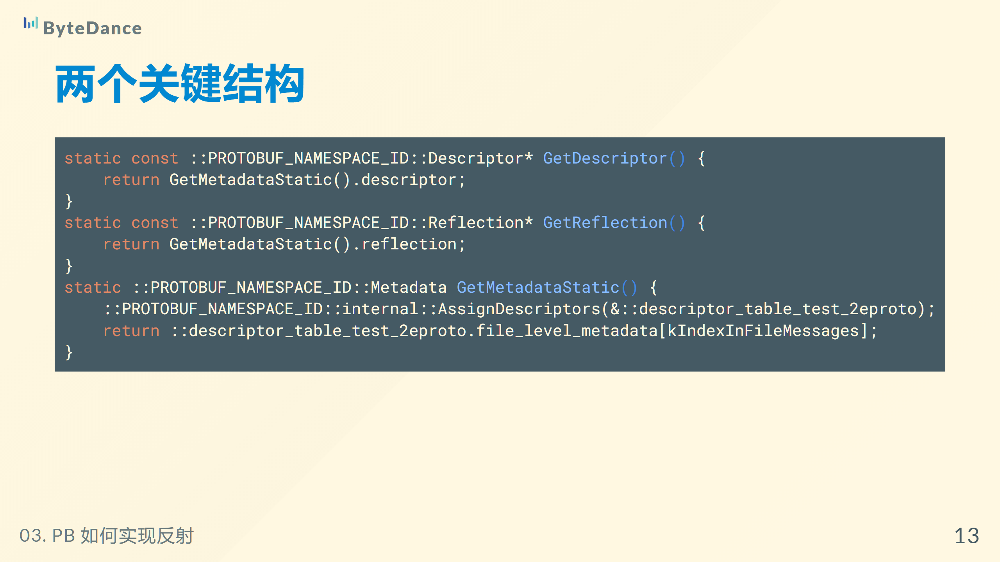 ByteDance
两个关键结构
static const ::PROTOBUF_NAMESPACE_ID::Descriptor* GetDescriptor() {
    return GetMetadataStatic().descriptor;
}
static const ::PROTOBUF_NAMESPACE_ID::Reflection* GetReflection() {
    return GetMetadataStatic().reflection;
}
static ::PROTOBUF_NAMESPACE_ID::Metadata GetMetadataStatic() {
    ::PROTOBUF_NAMESPACE_ID::internal::AssignDescriptors(&::descriptor_table_test_2eproto);
    return ::descriptor_table_test_2eproto.file_level_metadata[kIndexInFileMessages];
}
03. PB 如何实现反射
13